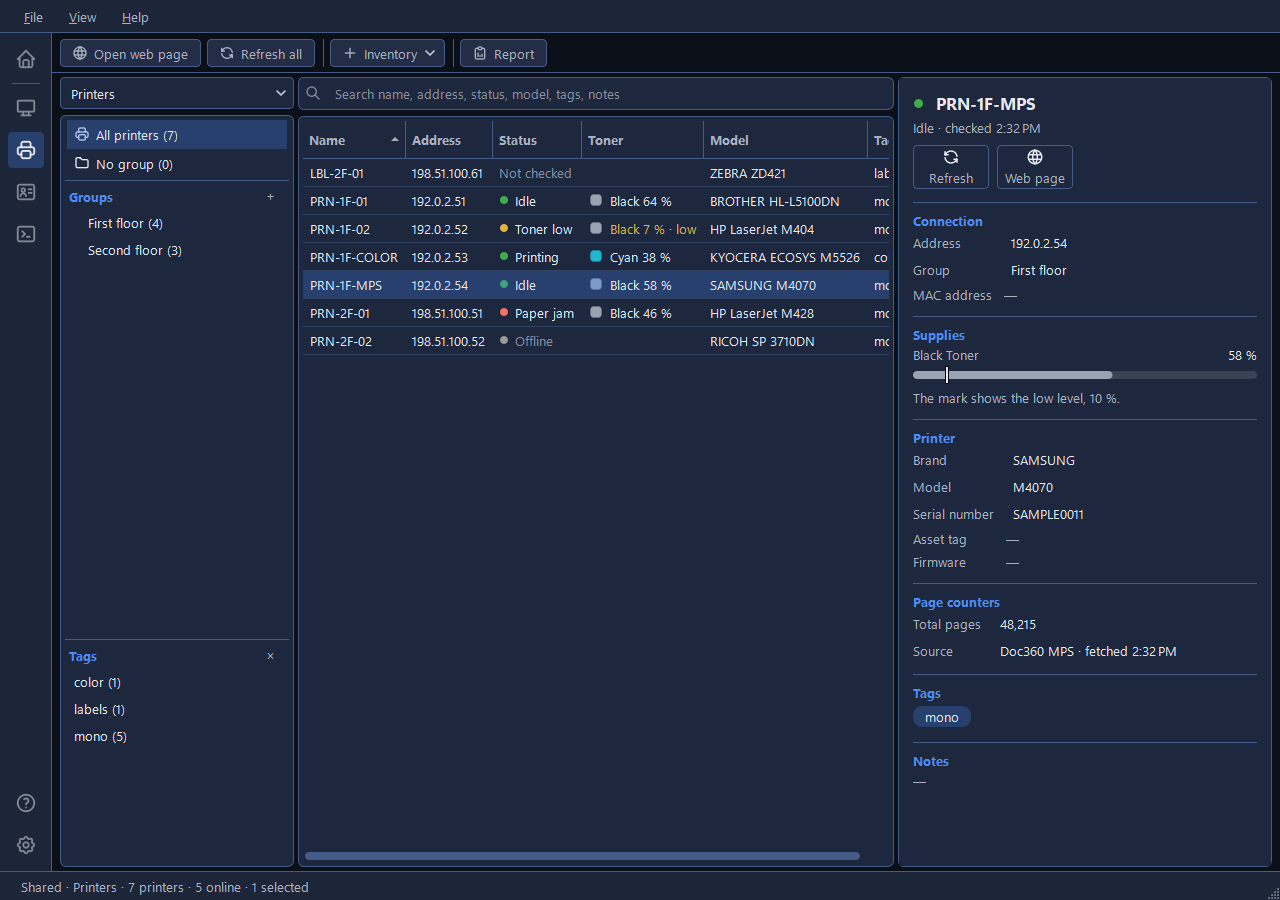 File View Help
Open web page Refresh all Inventory Report
Printers
All printers (7)
No group (0)
Groups +
First floor (4)
Second floor (3)
Tags ×
color (1)
labels (1)
mono (5)
Search name, address, status, model, tags, notes
Name Address Status Toner Model Ta
LBL-2F-01 198.51.100.61 Not checked ZEBRA ZD421 lab
PRN-1F-01 192.0.2.51 Idle Black 64 % BROTHER HL-L5100DN mo
PRN-1F-02 192.0.2.52 Toner low Black 7 % · low HP LaserJet M404 mo
PRN-1F-COLOR 192.0.2.53 Printing Cyan 38 % KYOCERA ECOSYS M5526 co
PRN-1F-MPS 192.0.2.54 Idle Black 58 % SAMSUNG M4070 mo
PRN-2F-01 198.51.100.51 Paper jam Black 46 % HP LaserJet M428 mo
PRN-2F-02 198.51.100.52 Offline RICOH SP 3710DN mo
PRN-1F-MPS
Idle · checked 2:32 PM
Refresh Web page
Connection
Address 192.0.2.54
Group First floor
MAC address —
Supplies
Black Toner 58 %
The mark shows the low level, 10 %.
Printer
Brand SAMSUNG
Model M4070
Serial number SAMPLE0011
Asset tag —
Firmware —
Page counters
Total pages 48,215
Source Doc360 MPS · fetched 2:32 PM
Tags
mono
Notes
—
Shared · Printers · 7 printers · 5 online · 1 selected